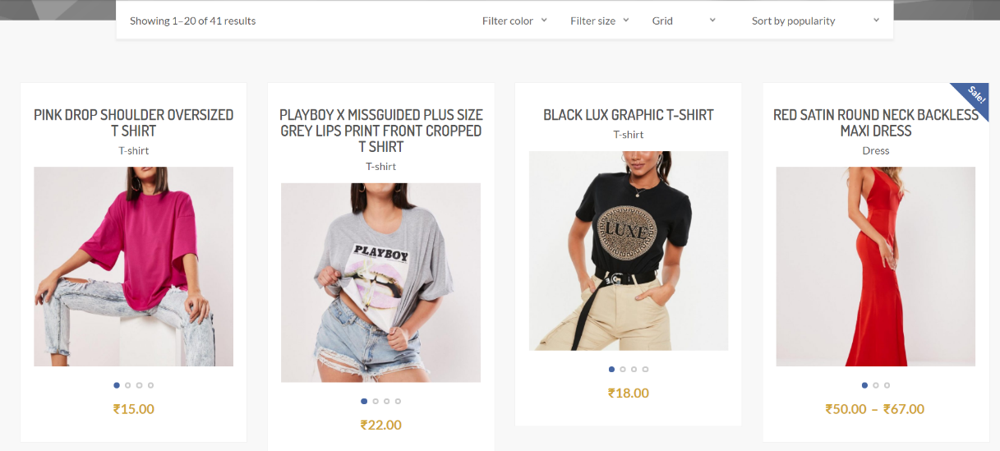 Showing 1–20 of 41 results
Filter color
Filter size
Grid
Sort by popularity
PINK DROP SHOULDER OVERSIZED
T SHIRT
T-shirt
₹15.00
PLAYBOY X MISSGUIDED PLUS SIZE
GREY LIPS PRINT FRONT CROPPED
T SHIRT
T-shirt
PLAYBOY
₹22.00
BLACK LUX GRAPHIC T-SHIRT
T-shirt
LUXE
₹18.00
Sale!
RED SATIN ROUND NECK BACKLESS
MAXI DRESS
Dress
₹50.00 – ₹67.00